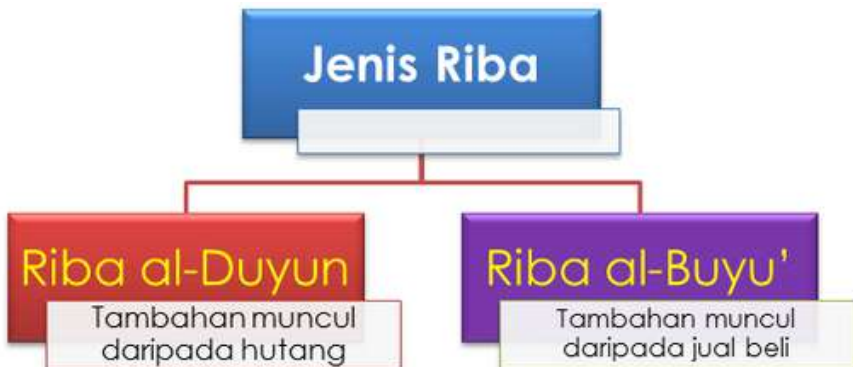 Jenis Riba
Riba al-Duyun
Tambahan muncul
daripada hutang
Riba al-Buyu’
Tambahan muncul
daripada jual beli